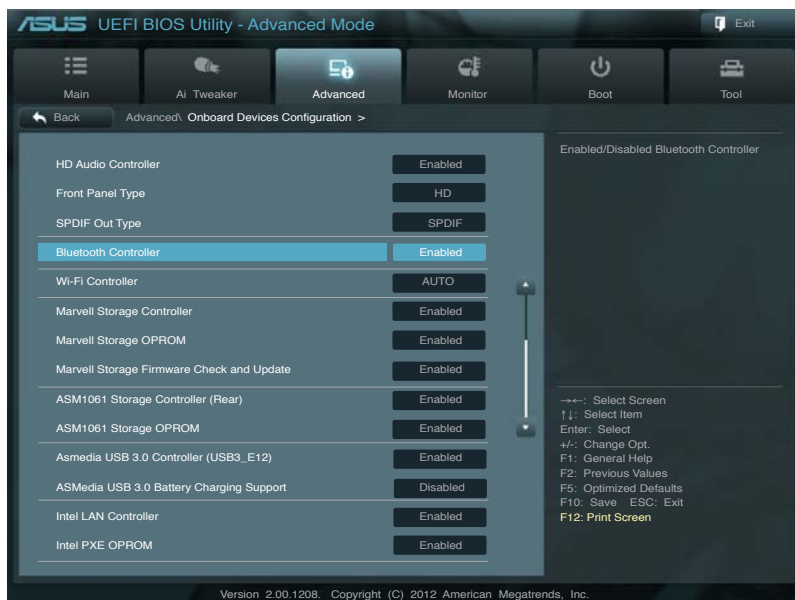 ASUS UEFI BIOS Utility - Advanced Mode
Exit
Main
Ai Tweaker
Advanced
Monitor
Boot
Tool
Back
Advanced\ Onboard Devices Configuration >
HD Audio Controller Enabled
Front Panel Type HD
SPDIF Out Type SPDIF
Bluetooth Controller Enabled
Wi-Fi Controller AUTO
Marvell Storage Controller Enabled
Marvell Storage OPROM Enabled
Marvell Storage Firmware Check and Update Enabled
ASM1061 Storage Controller (Rear) Enabled
ASM1061 Storage OPROM Enabled
Asmedia USB 3.0 Controller (USB3_E12) Enabled
ASMedia USB 3.0 Battery Charging Support Disabled
Intel LAN Controller Enabled
Intel PXE OPROM Enabled
Enabled/Disabled Bluetooth Controller
→←: Select Screen
↑↓: Select Item
Enter: Select
+/-: Change Opt.
F1: General Help
F2: Previous Values
F5: Optimized Defaults
F10: Save ESC: Exit
F12: Print Screen
Version 2.00.1208. Copyright (C) 2012 American Megatrends, Inc.